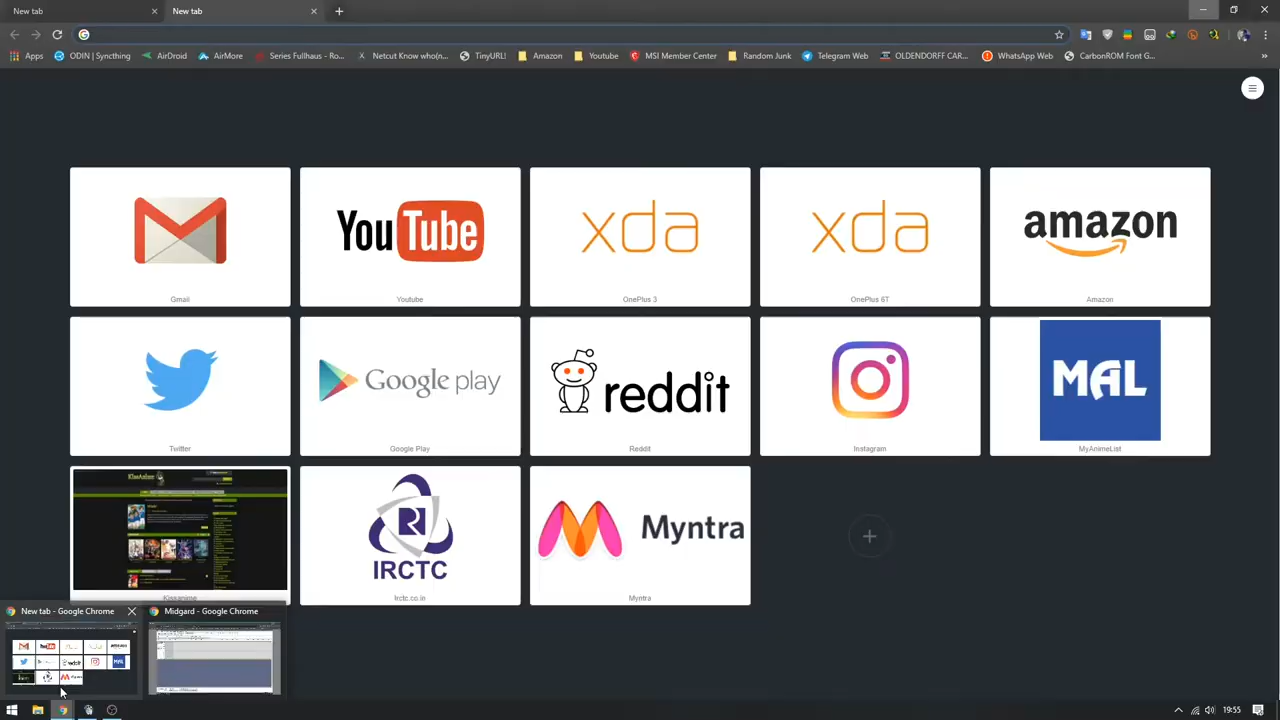 New tab
New tab
Apps
ODIN | Syncthing
AirDroid
AirMore
Series Fullhaus - Ro...
Netcut Know who(n...
TinyURL!
Amazon
Youtube
MSI Member Center
Random Junk
Telegram Web
OLDENDORFF CAR...
WhatsApp Web
CarbonROM Font G...
YouTube
xda
xda
amazon
Gmail
Youtube
OnePlus 3
OnePlus 6T
Amazon
Google play
reddit
MAL
Twitter
Google Play
Reddit
Instagram
MyAnimeList
KissAnime
IRCTC
Myntra
Kissanime
Irctc.co.in
Myntra
New tab - Google Chrome
Midgard - Google Chrome
19:55